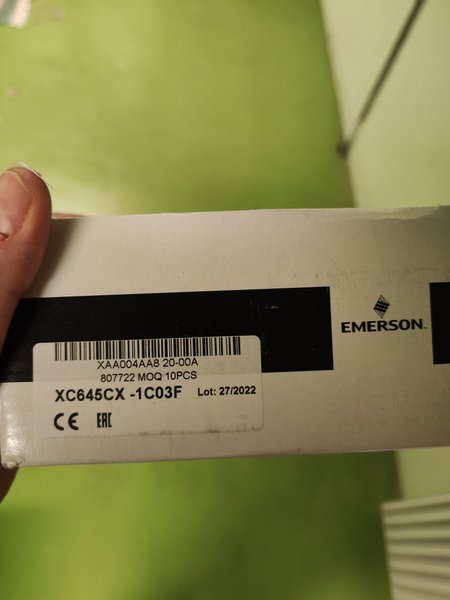 EMERSON
XAA004AA8 20-00A
807722 MOQ 10PCS
XC645CX -1C03F Lot: 27/2022
CE EAC